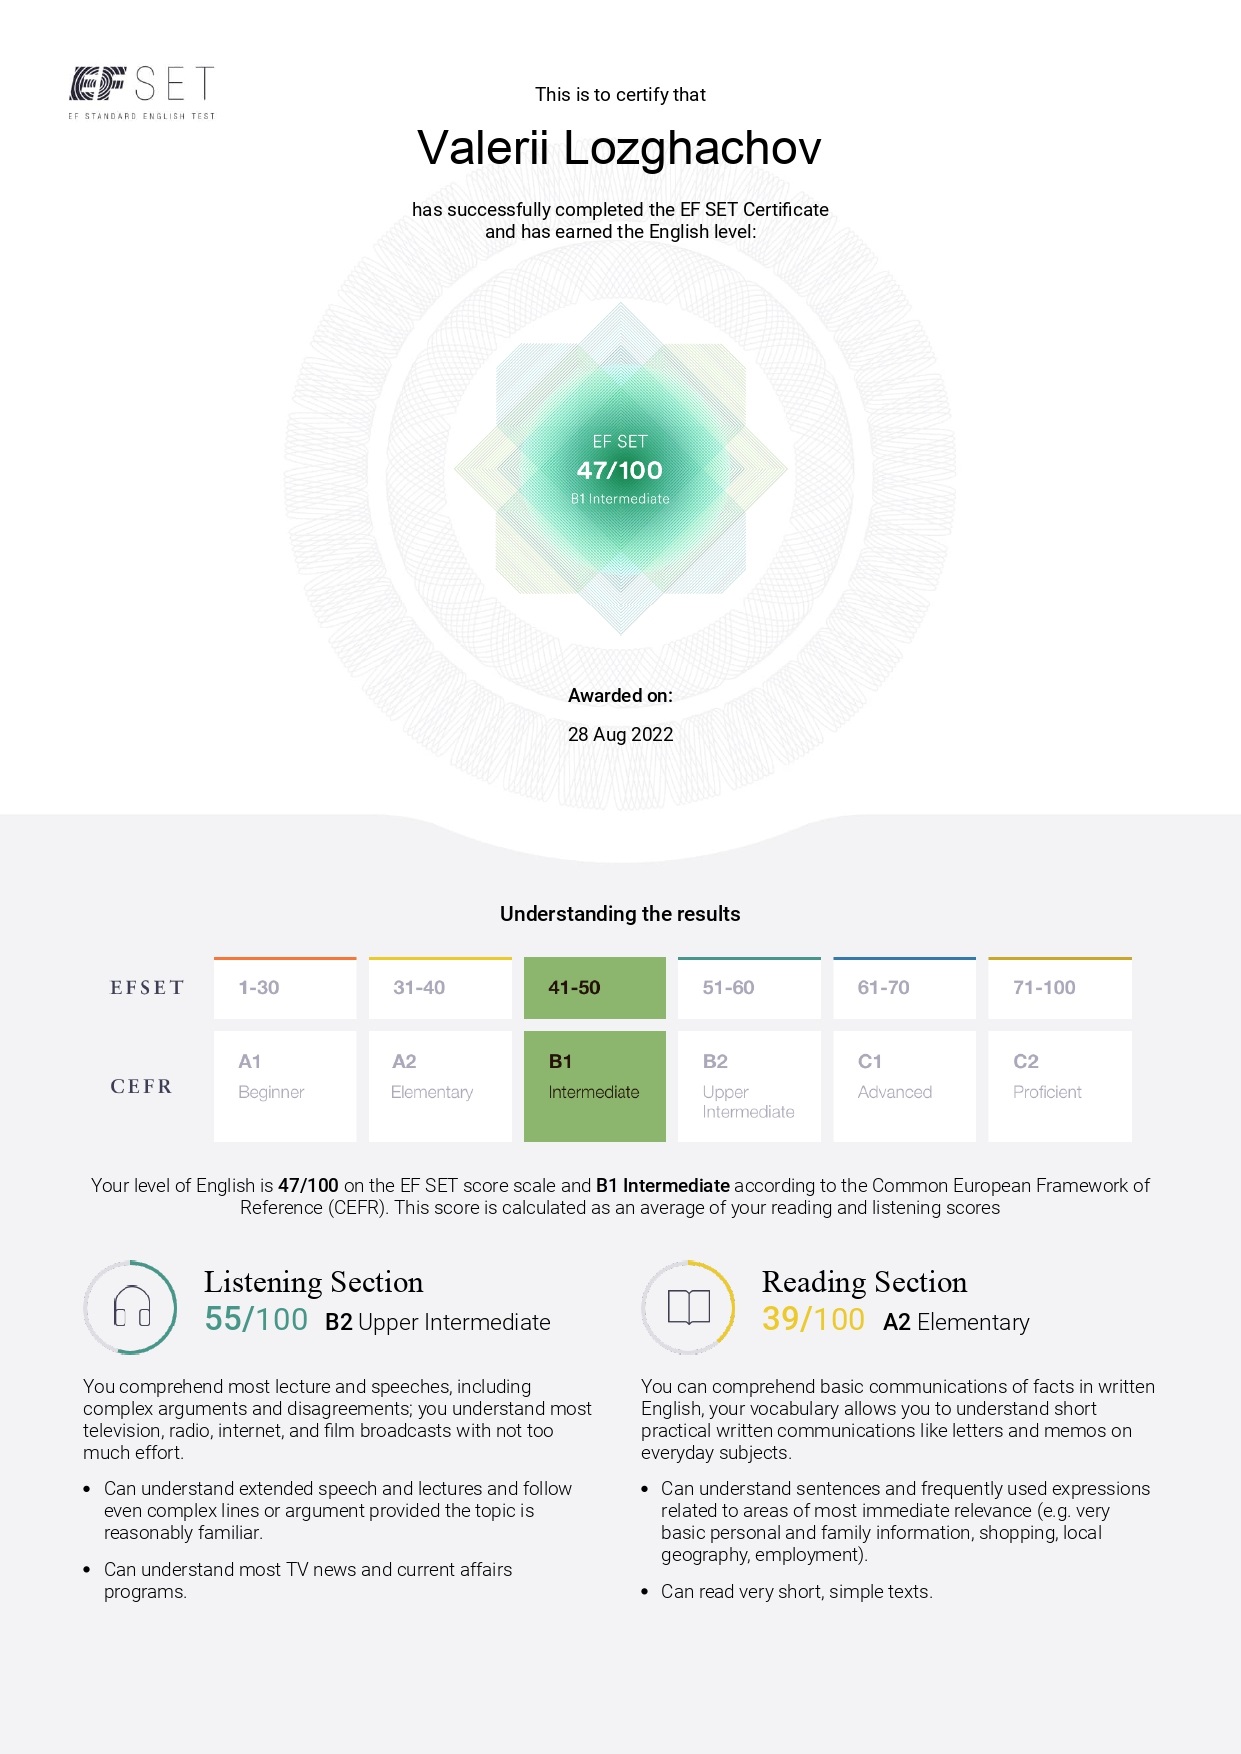 EF SET
EF STANDARD ENGLISH TEST
This is to certify that
Valerii Lozghachov
has successfully completed the EF SET Certificate
and has earned the English level:
EF SET
47/100
B1 Intermediate
Awarded on:
28 Aug 2022
Understanding the results
EFSET 1-30 31-40 41-50 51-60 61-70 71-100
CEFR
A1 A2 B1 B2 C1 C2
Beginner Elementary Intermediate Upper Advanced Proficient
Intermediate
Your level of English is 47/100 on the EF SET score scale and B1 Intermediate according to the Common European Framework of
Reference (CEFR). This score is calculated as an average of your reading and listening scores
Listening Section
55/100 B2 Upper Intermediate
You comprehend most lecture and speeches, including
complex arguments and disagreements; you understand most
television, radio, internet, and film broadcasts with not too
much effort.
• Can understand extended speech and lectures and follow
even complex lines or argument provided the topic is
reasonably familiar.
• Can understand most TV news and current affairs
programs.
Reading Section
39/100 A2 Elementary
You can comprehend basic communications of facts in written
English, your vocabulary allows you to understand short
practical written communications like letters and memos on
everyday subjects.
• Can understand sentences and frequently used expressions
related to areas of most immediate relevance (e.g. very
basic personal and family information, shopping, local
geography, employment).
• Can read very short, simple texts.